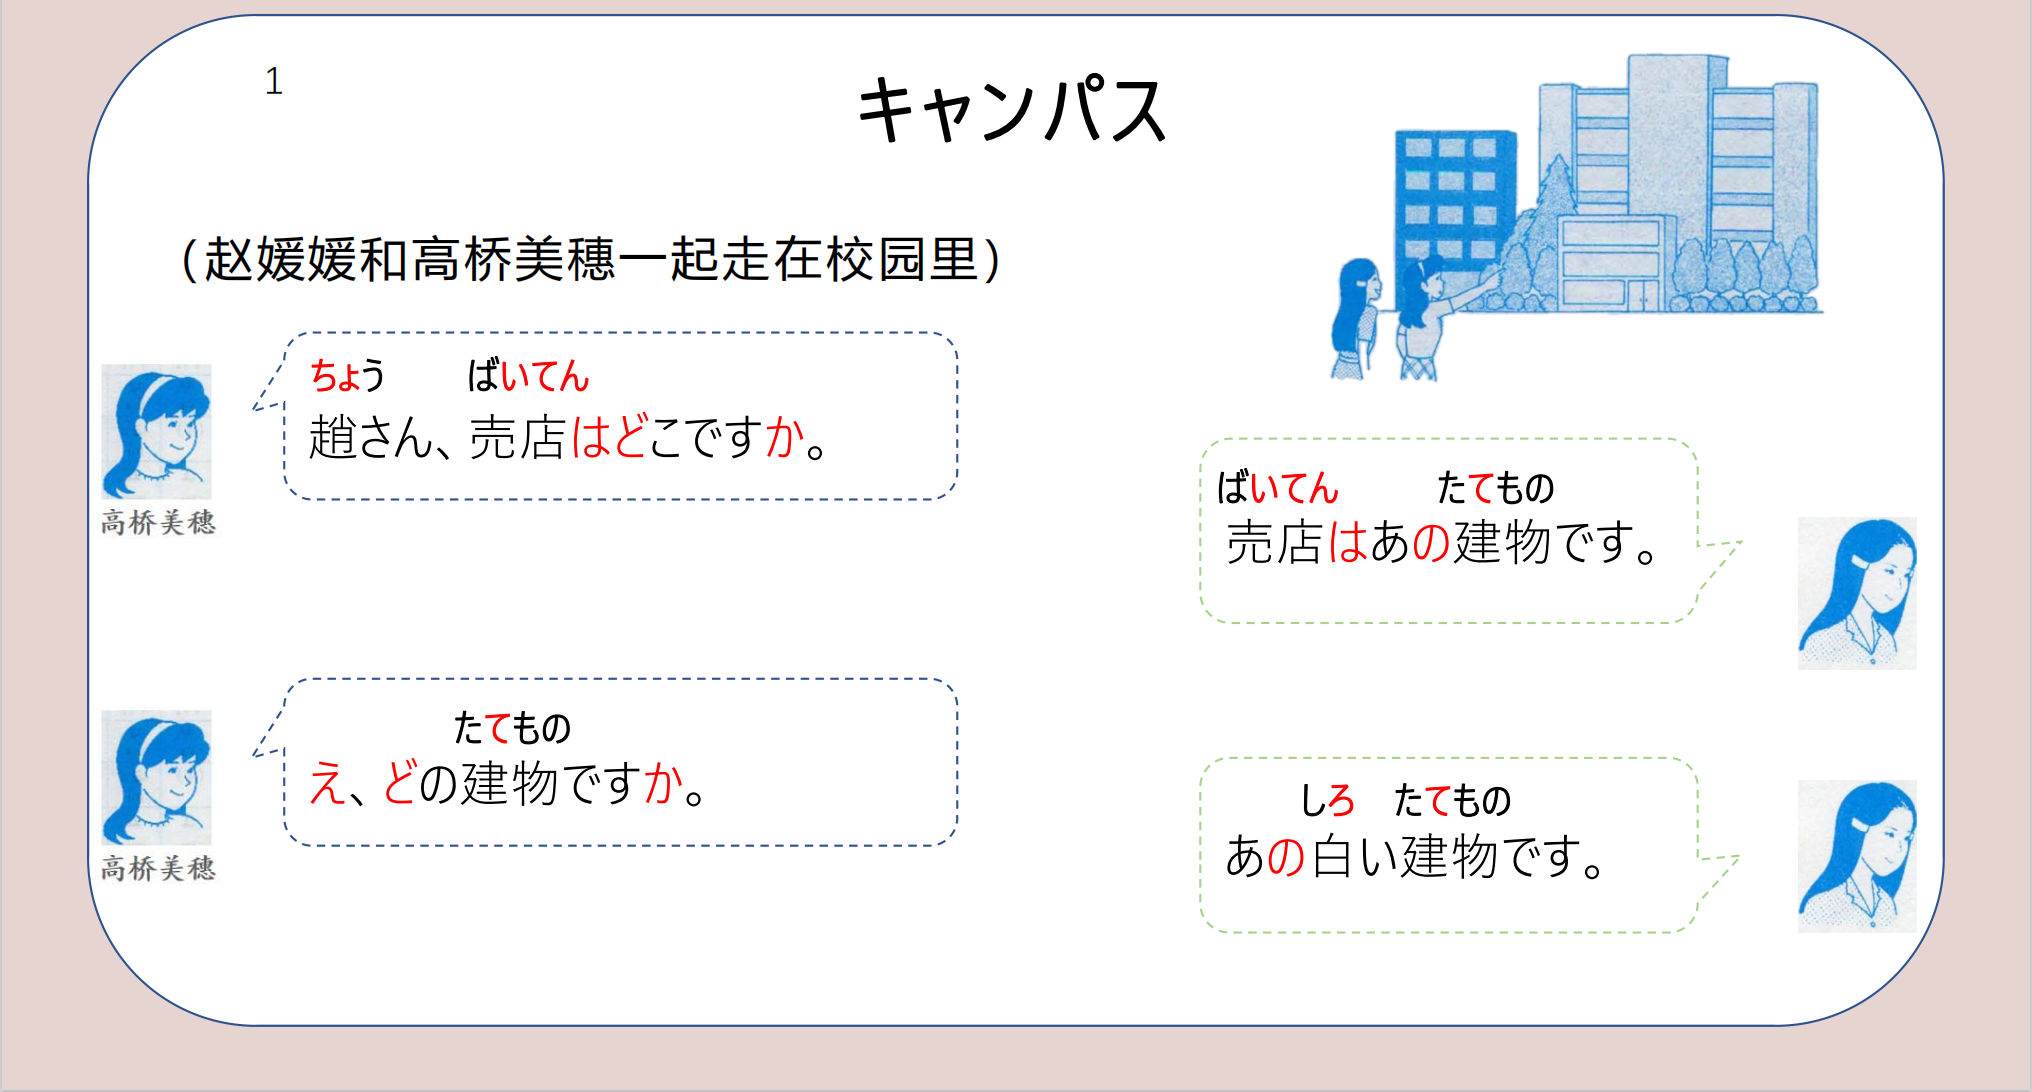 1
キャンパス
(赵媛媛和高桥美穗一起走在校园里)
ちょう ばいてん
趙さん、売店はどこですか。
高桥美穗
ばいてん たてもの
売店はあの建物です。
たてもの
え、どの建物ですか。
高桥美穗
しろ たてもの
あの白い建物です。